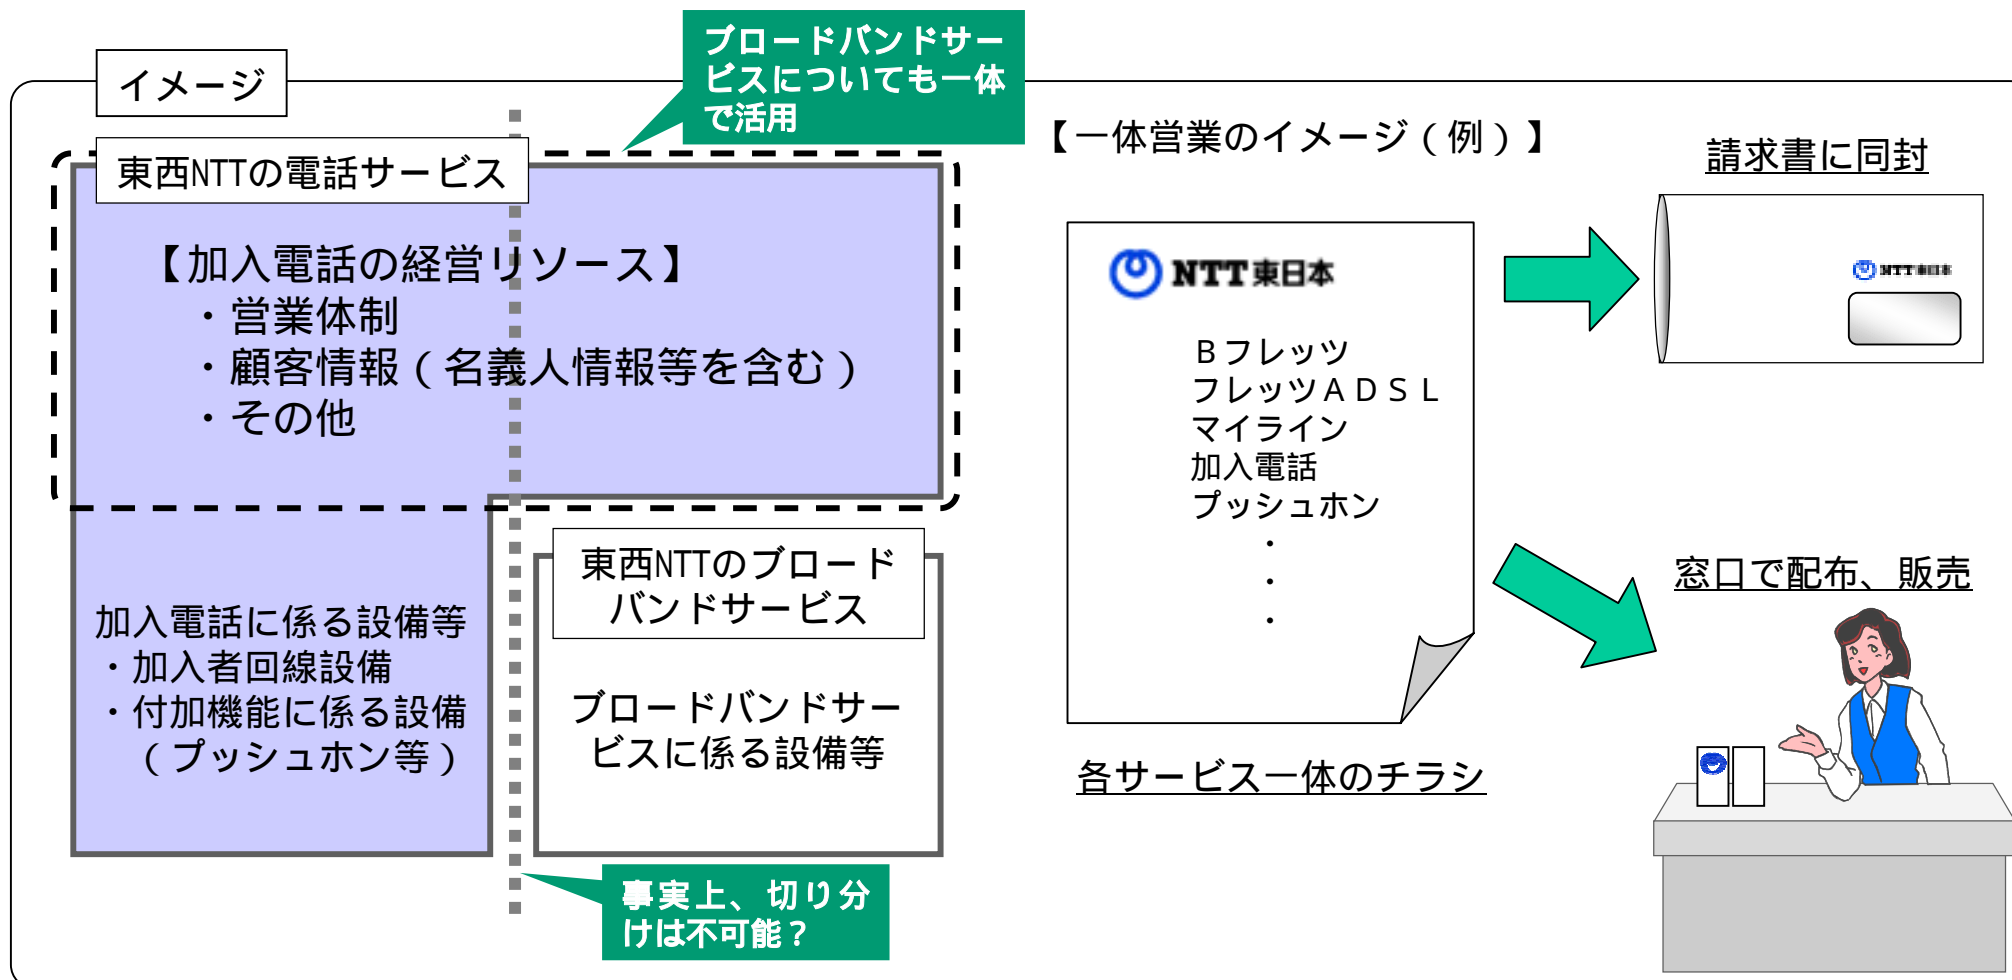 イメージ
ブロードバンドサー
ビスについても一体
で活用
東西NTTの電話サービス
【加入電話の経営リソース】
・営業体制
・顧客情報(名義人情報等を含む)
・その他
加入電話に係る設備等
・加入者回線設備
・付加機能に係る設備
(プッシュホン等)
東西NTTのブロード
バンドサービス
ブロードバンドサー
ビスに係る設備等
事実上、切り分
けは不可能?
【一体営業のイメージ(例)】
NTT東日本
Bフレッツ
フレッツADSL
マイライン
加入電話
プッシュホン
・
・
・
各サービス一体のチラシ
請求書に同封
NTT東日本
窓口で配布、販売